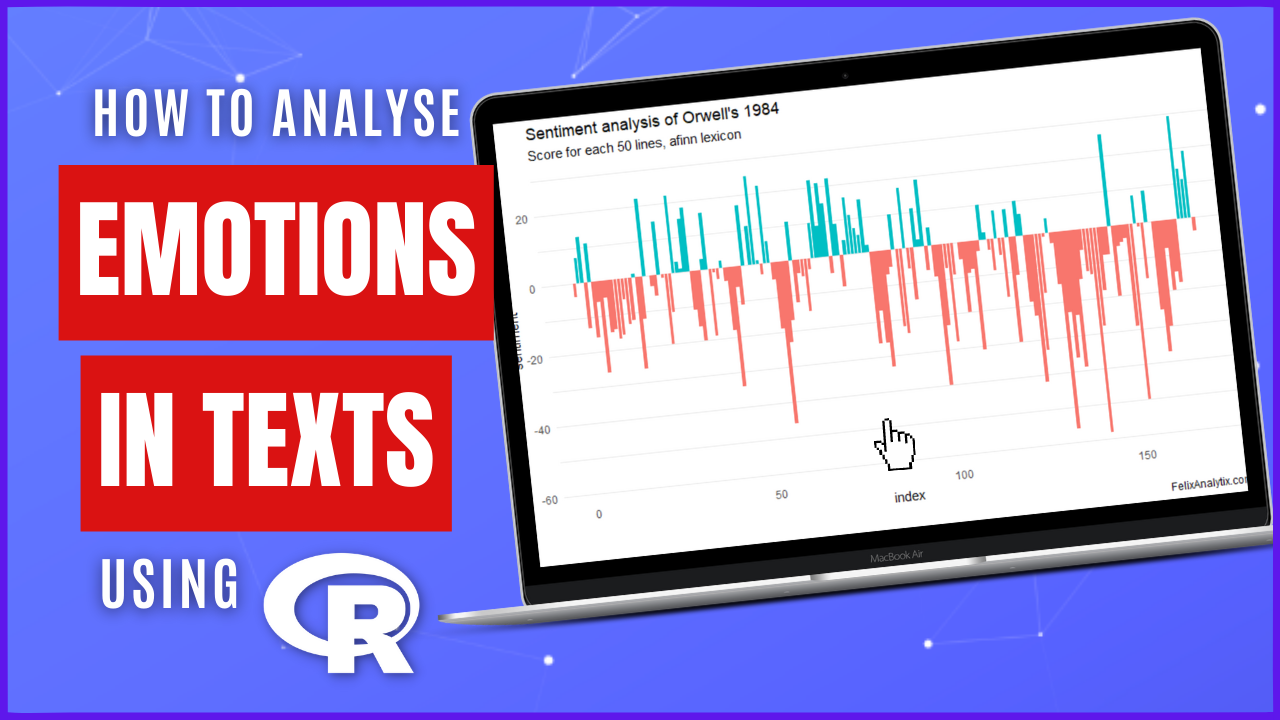 HOW TO ANALYSE
EMOTIONS
IN TEXTS
USING R
Sentiment analysis of Orwell's 1984
Score for each 50 lines, afinn lexicon
20
0
-20
-40
-60
sentiment
0
50
100
150
index
FelixAnalytix.com
MacBook Air